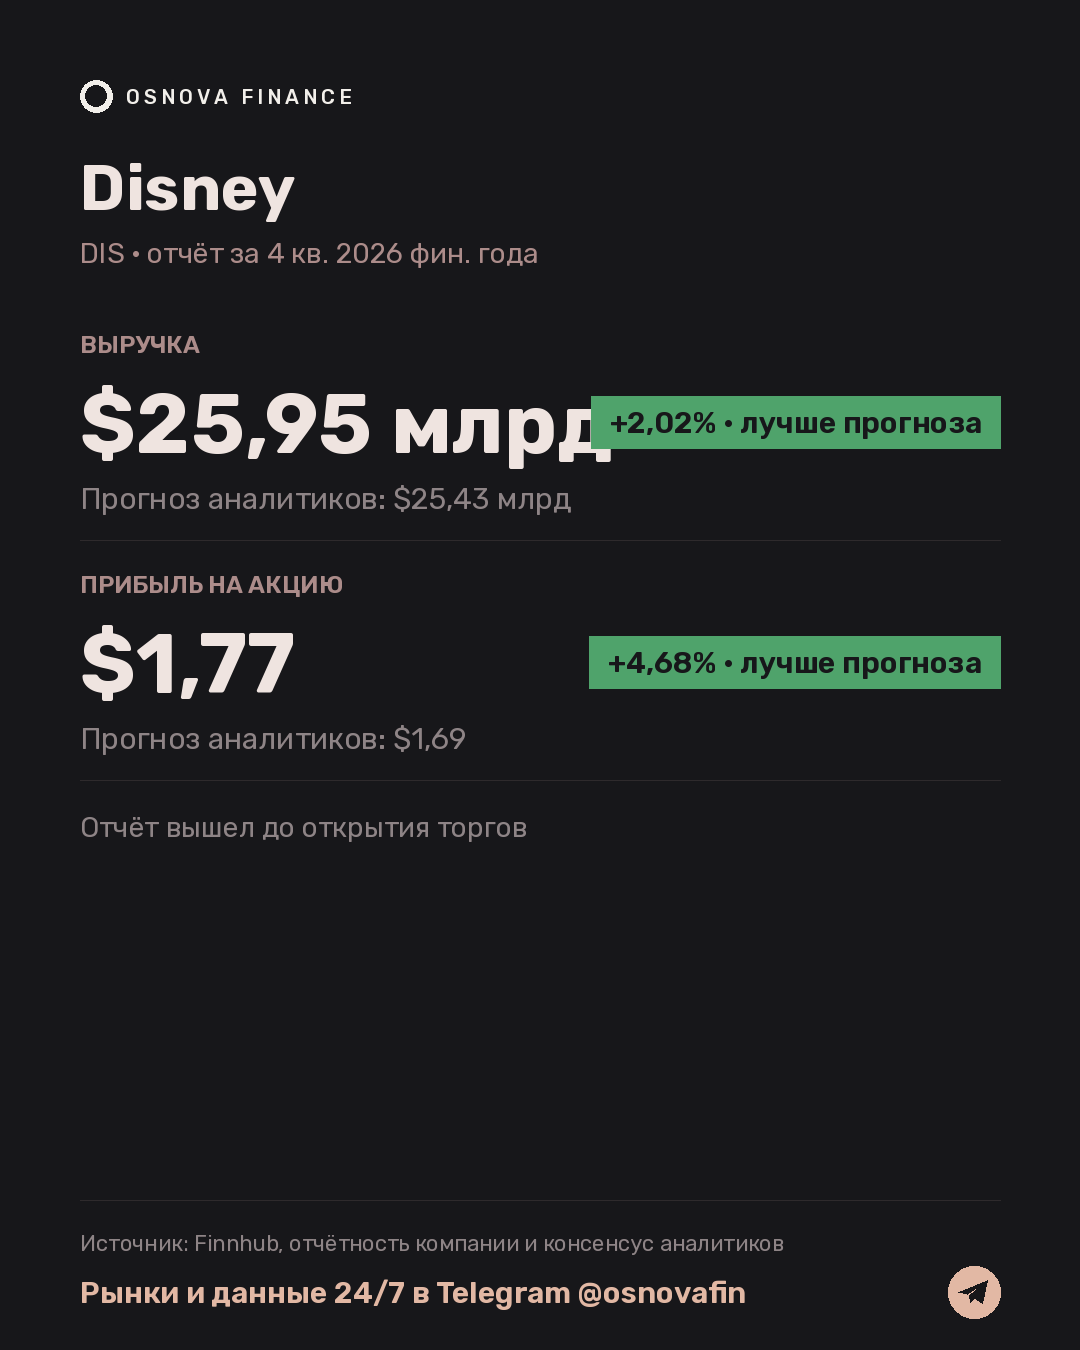 OSNOVA FINANCE
Disney
DIS • отчёт за 4 кв. 2026 фин. года
ВЫРУЧКА
$25,95 млрд
+2,02% • лучше прогноза
Прогноз аналитиков: $25,43 млрд
ПРИБЫЛЬ НА АКЦИЮ
$1,77
+4,68% • лучше прогноза
Прогноз аналитиков: $1,69
Отчёт вышел до открытия торгов
Источник: Finnhub, отчётность компании и консенсус аналитиков
Рынки и данные 24/7 в Telegram @osnovafin